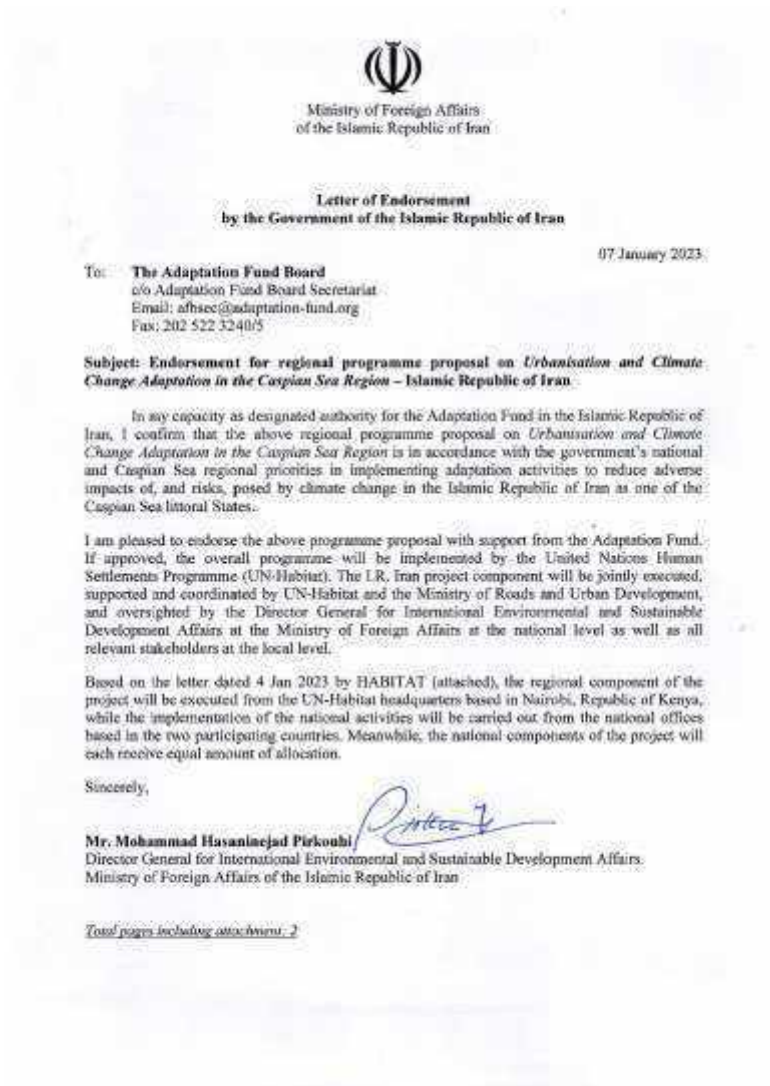 Ministry of Foreign Affairs
of the Islamic Republic of Iran
Letter of Endorsement
by the Government of the Islamic Republic of Iran
07 January 2023
To: The Adaptation Fund Board
c/o Adaptation Fund Board Secretariat
Email: afbsec@adaptation-fund.org
Fax: 202 522 3240/5
Subject: Endorsement for regional programme proposal on Urbanisation and Climate
Change Adaptation in the Caspian Sea Region – Islamic Republic of Iran
In my capacity as designated authority for the Adaptation Fund in the Islamic Republic of
Iran, I confirm that the above regional programme proposal on Urbanisation and Climate
Change Adaptation in the Caspian Sea Region is in accordance with the government's national
and Caspian Sea regional priorities in implementing adaptation activities to reduce adverse
impacts of, and risks, posed by climate change in the Islamic Republic of Iran as one of the
Caspian Sea littoral States.
I am pleased to endorse the above programme proposal with support from the Adaptation Fund.
If approved, the overall programme will be implemented by the United Nations Human
Settlements Programme (UN-Habitat). The I.R. Iran project component will be jointly executed,
supported and coordinated by UN-Habitat and the Ministry of Roads and Urban Development,
and oversighted by the Director General for International Environmental and Sustainable
Development Affairs at the Ministry of Foreign Affairs at the national level as well as all
relevant stakeholders at the local level.
Based on the letter dated 4 Jan 2023 by HABITAT (attached), the regional component of the
project will be executed from the UN-Habitat headquarters based in Nairobi, Republic of Kenya,
while the implementation of the national activities will be carried out from the national offices
based in the two participating countries. Meanwhile, the national components of the project will
each receive equal amount of allocation.
Sincerely,
Mr. Mohammad Hasaninejad Pirkouhi
Director General for International Environmental and Sustainable Development Affairs
Ministry of Foreign Affairs of the Islamic Republic of Iran
Total pages including attachment: 2